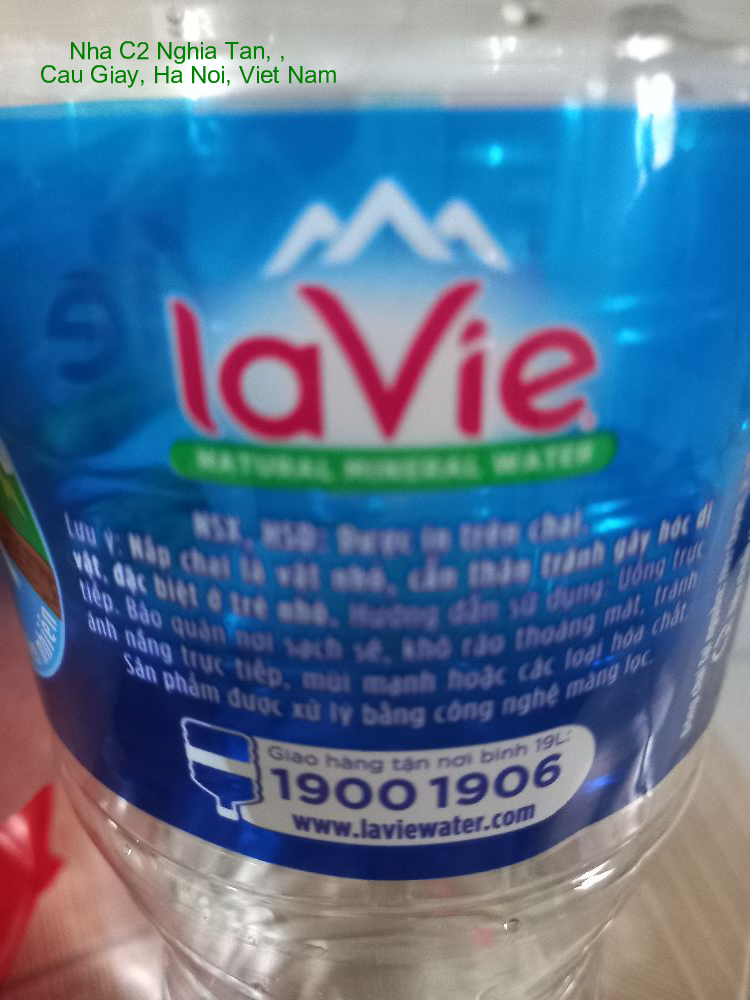 Nha C2 Nghia Tan, ,
Cau Giay, Ha Noi, Viet Nam
laVie
NATURAL MINERAL WATER
NSX, HSD: Được in trên chai.
Lưu ý: Nắp chai là vật nhỏ, cẩn thận tránh gây hóc dị
vật, đặc biệt ở trẻ nhỏ. Hướng dẫn sử dụng: Uống trực
tiếp. Bảo quản nơi sạch sẽ, khô ráo thoáng mát, tránh
ánh nắng trực tiếp, mùi mạnh hoặc các loại hóa chất.
Sản phẩm được xử lý bằng công nghệ màng lọc.
Giao hàng tận nơi bình 19L:
1900 1906
www.laviewater.com
nhiên